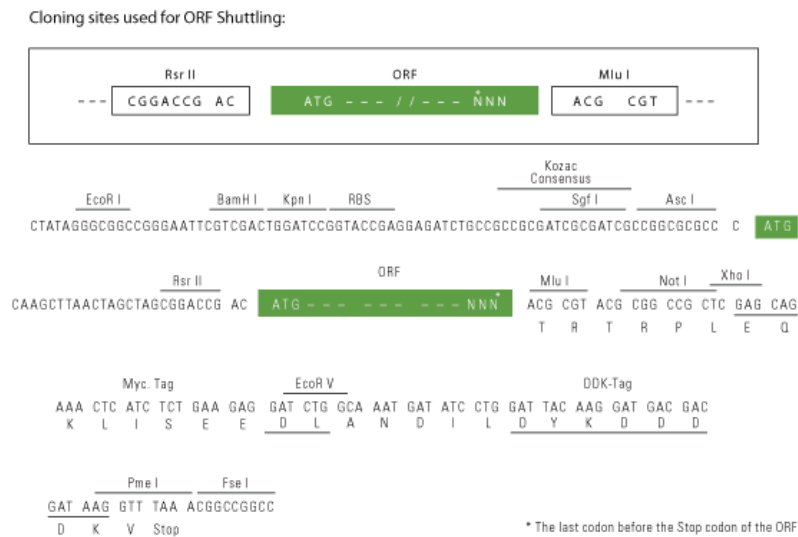 Cloning sites used for ORF Shuttling:
Rsr II ORF Mlu I
--- CGGACCG AC ATG --- // --- NNN* ACG CGT ---
Kozac
Consensus
EcoR I BamH I Kpn I RBS Sgf I Asc I
CTATAGGGCGGCCGGGAATTCGTCGACTGGATCCGGTACCGAGGAGATCTGCCGCCGCGATCGCGATCGCCGGCGCGCC C ATG
Rsr II ORF Mlu I Not I Xho I
CAAGCTTAACTAGCTAGCGGACCG AC ATG --- --- --- NNN* ACG CGT ACG CGG CCG CTC GAG CAG
T R T R P L E Q
Myc. Tag EcoR V DDK-Tag
AAA CTC ATC TCT GAA GAG GAT CTG GCA AAT GAT ATC CTG GAT TAC AAG GAT GAC GAC
K L I S E E D L A N D I L D Y K D D D
Pme I Fse I
GAT AAG GTT TAA ACGGCCGGCC
D K V Stop
* The last codon before the Stop codon of the ORF